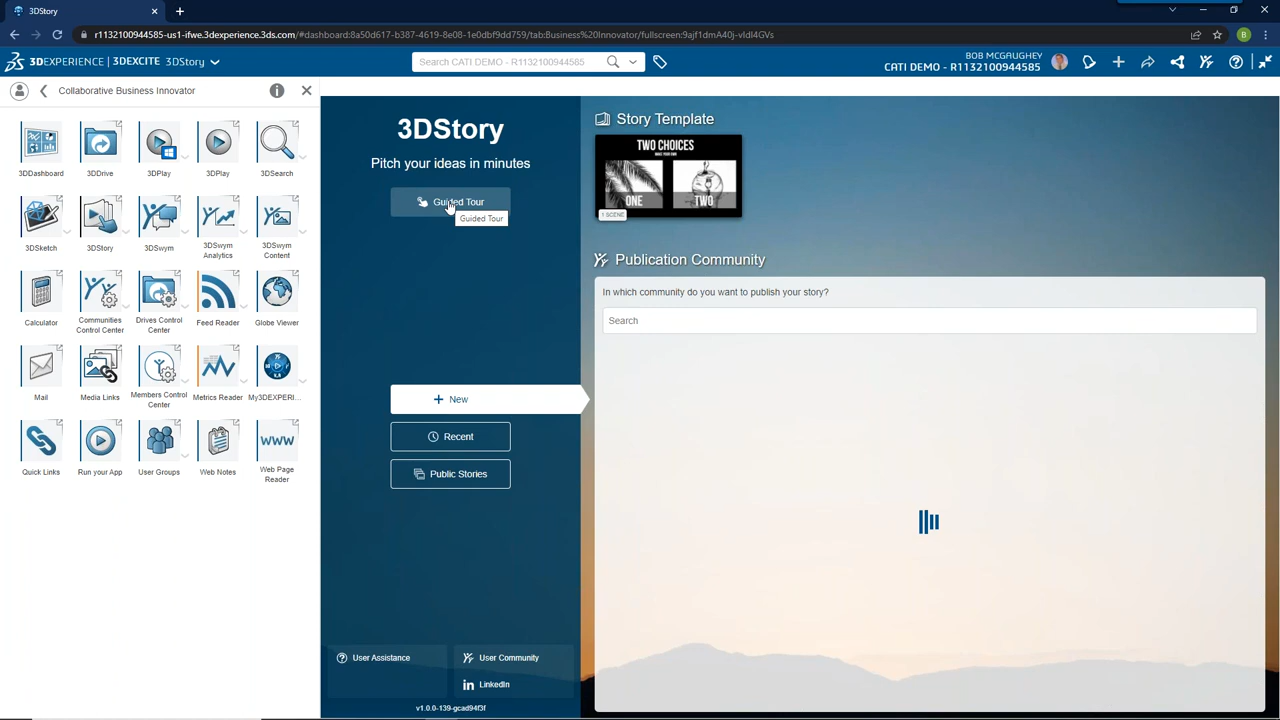 3DStory
r1132100944585-us1-ifwe.3dexperience.3ds.com/#dashboard:8a50d617-b387-4619-8e08-1e0dbf9dd759/tab:Business%20Innovator/fullscreen:9ajf1dmA40j-vIdl4GVs
B
3DEXPERIENCE | 3DEXCITE 3DStory
Search CATI DEMO - R1132100944585
BOB MCGAUGHEY
CATI DEMO - R1132100944585
Collaborative Business Innovator
3DDashboard
3DDrive
3DPlay
3DPlay
3DSearch
3DSketch
3DStory
3DSwym
3DSwym
Analytics
3DSwym
Content
Calculator
Communities
Control Center
Drives Control
Center
Feed Reader
Globe Viewer
Mail
Media Links
Members Control
Center
Metrics Reader
My3DEXPERI...
Quick Links
Run your App
User Groups
Web Notes
www
Web Page
Reader
3DStory
Pitch your ideas in minutes
Guided Tour
Guided Tour
+ New
Recent
Public Stories
User Assistance
User Community
LinkedIn
v1.0.0-139-gcad94f3f
Story Template
TWO CHOICES
MAKE YOUR OWN
ONE
TWO
1 SCENE
Publication Community
In which community do you want to publish your story?
Search